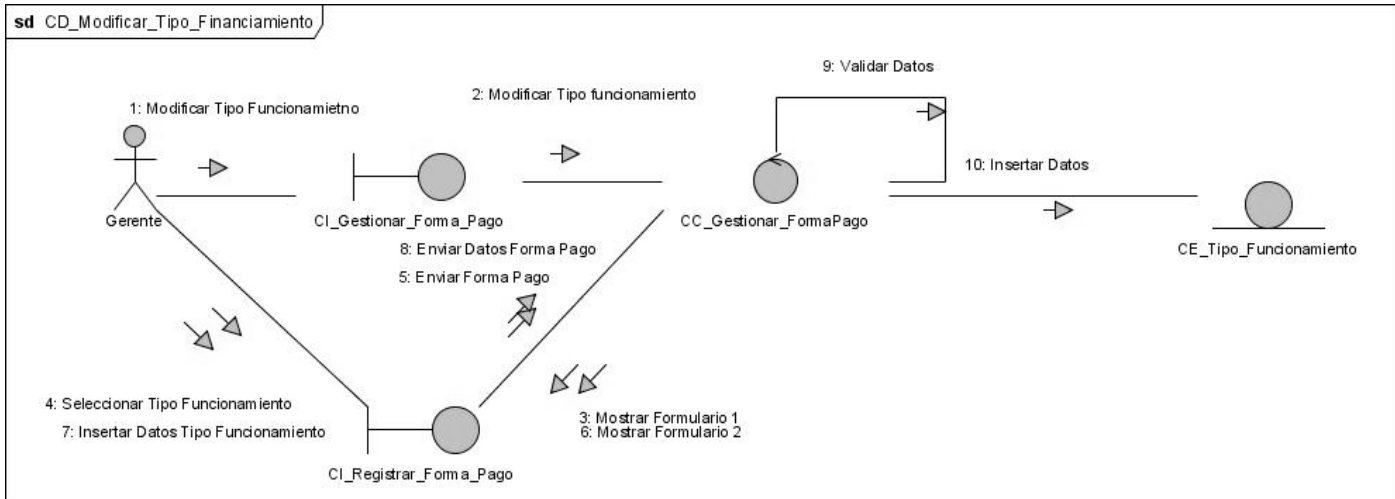 sd CD_Modificar_Tipo_Financiamiento
9: Validar Datos
1: Modificar Tipo Funcionamietno
2: Modificar Tipo funcionamiento
10: Insertar Datos
Gerente
CI_Gestionar_Forma_Pago
CC_Gestionar_FormaPago
CE_Tipo_Funcionamiento
8: Enviar Datos Forma Pago
5: Enviar Forma Pago
4: Seleccionar Tipo Funcionamiento
7: Insertar Datos Tipo Funcionamiento
3: Mostrar Formulario 1
6: Mostrar Formulario 2
CI_Registrar_Forma_Pago